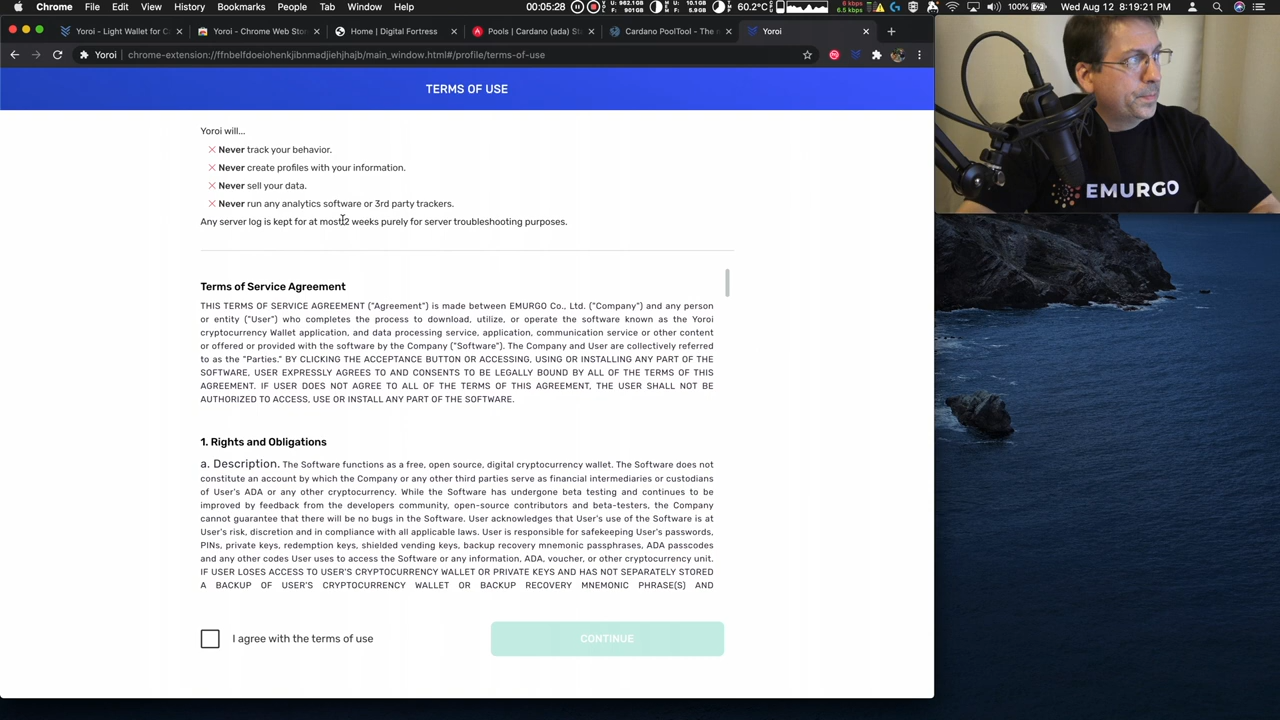 Chrome File Edit View History Bookmarks People Tab Window Help 00:05:28 60.2°C 100% Wed Aug 12 8:19:21 PM
Yoroi - Light Wallet for C
Yoroi - Chrome Web Sto
Home | Digital Fortress
Pools | Cardano (ada) St
Cardano PoolTool - The
Yoroi
Yoroi chrome-extension://ffnbelfdoeiohenkjibnmadjiehjhajb/main_window.html#/profile/terms-of-use
TERMS OF USE
EMURGO
Yoroi will...
Never track your behavior.
Never create profiles with your information.
Never sell your data.
Never run any analytics software or 3rd party trackers.
Any server log is kept for at most 2 weeks purely for server troubleshooting purposes.
Terms of Service Agreement
THIS TERMS OF SERVICE AGREEMENT ("Agreement") is made between EMURGO Co., Ltd. ("Company") and any person
or entity ("User") who completes the process to download, utilize, or operate the software known as the Yoroi
cryptocurrency Wallet application, and data processing service, application, communication service or other content
or offered or provided with the software by the Company ("Software"). The Company and User are collectively referred
to as the "Parties." BY CLICKING THE ACCEPTANCE BUTTON OR ACCESSING, USING OR INSTALLING ANY PART OF THE
SOFTWARE, USER EXPRESSLY AGREES TO AND CONSENTS TO BE LEGALLY BOUND BY ALL OF THE TERMS OF THIS
AGREEMENT. IF USER DOES NOT AGREE TO ALL OF THE TERMS OF THIS AGREEMENT, THE USER SHALL NOT BE
AUTHORIZED TO ACCESS, USE OR INSTALL ANY PART OF THE SOFTWARE.
1. Rights and Obligations
a. Description. The Software functions as a free, open source, digital cryptocurrency wallet. The Software does not
constitute an account by which the Company or any other third parties serve as financial intermediaries or custodians
of User's ADA or any other cryptocurrency. While the Software has undergone beta testing and continues to be
improved by feedback from the developers community, open-source contributors and beta-testers, the Company
cannot guarantee that there will be no bugs in the Software. User acknowledges that User's use of the Software is at
User's risk, discretion and in compliance with all applicable laws. User is responsible for safekeeping User's passwords,
PINs, private keys, redemption keys, shielded vending keys, backup recovery mnemonic passphrases, ADA passcodes
and any other codes User uses to access the Software or any information, ADA, voucher, or other cryptocurrency unit.
IF USER LOSES ACCESS TO USER'S CRYPTOCURRENCY WALLET OR PRIVATE KEYS AND HAS NOT SEPARATELY STORED
A BACKUP OF USER'S CRYPTOCURRENCY WALLET OR BACKUP RECOVERY MNEMONIC PHRASE(S) AND
I agree with the terms of use
CONTINUE